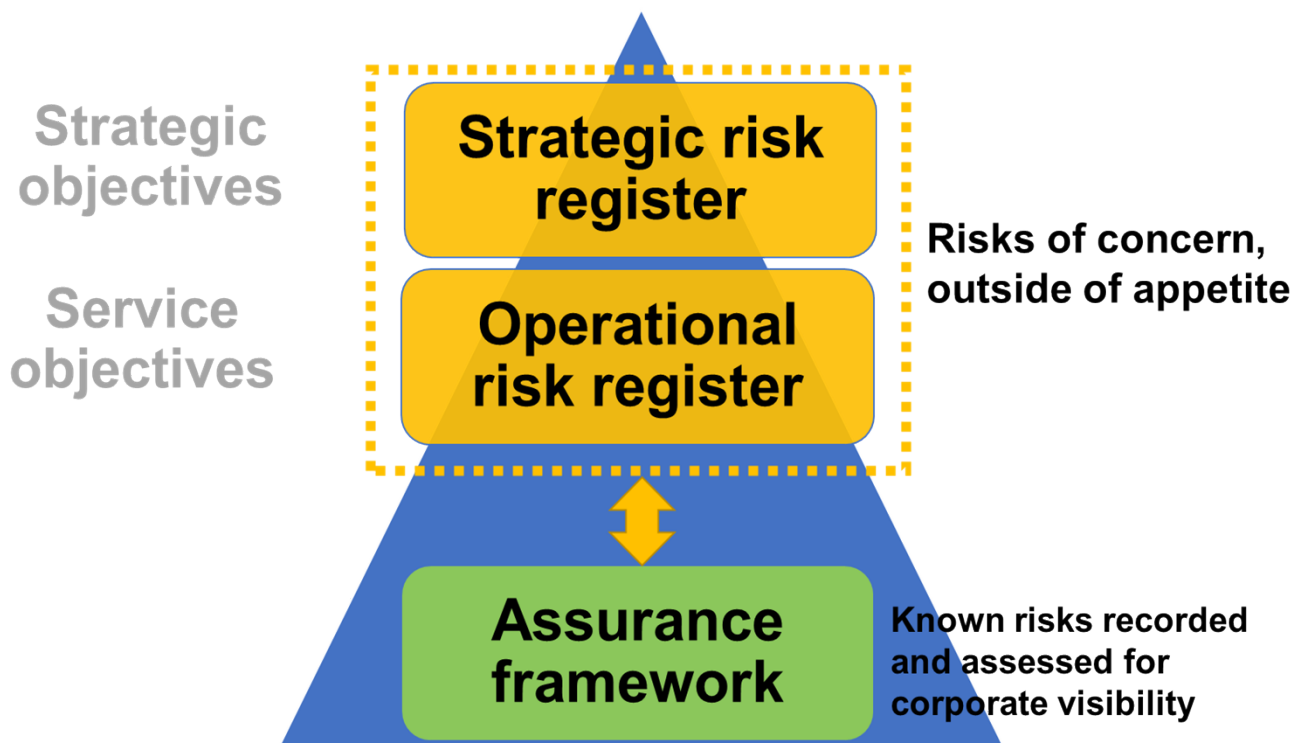 Strategic
objectives
Strategic risk
register
Risks of concern,
outside of appetite
Service
objectives
Operational
risk register
Assurance
framework
Known risks recorded
and assessed for
corporate visibility